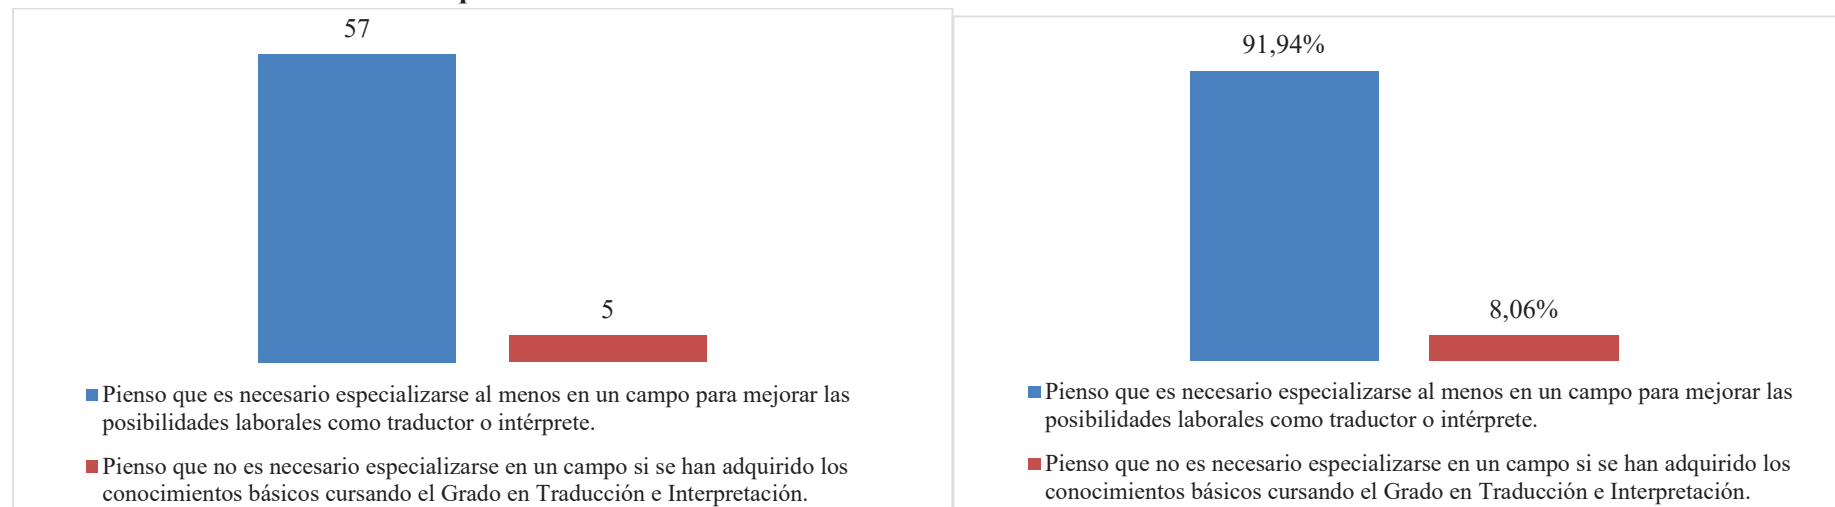 57
5
Pienso que es necesario especializarse al menos en un campo para mejorar las
posibilidades laborales como traductor o intérprete.
Pienso que no es necesario especializarse en un campo si se han adquirido los
conocimientos básicos cursando el Grado en Traducción e Interpretación.
91,94%
8,06%
Pienso que es necesario especializarse al menos en un campo para mejorar las
posibilidades laborales como traductor o intérprete.
Pienso que no es necesario especializarse en un campo si se han adquirido los
conocimientos básicos cursando el Grado en Traducción e Interpretación.